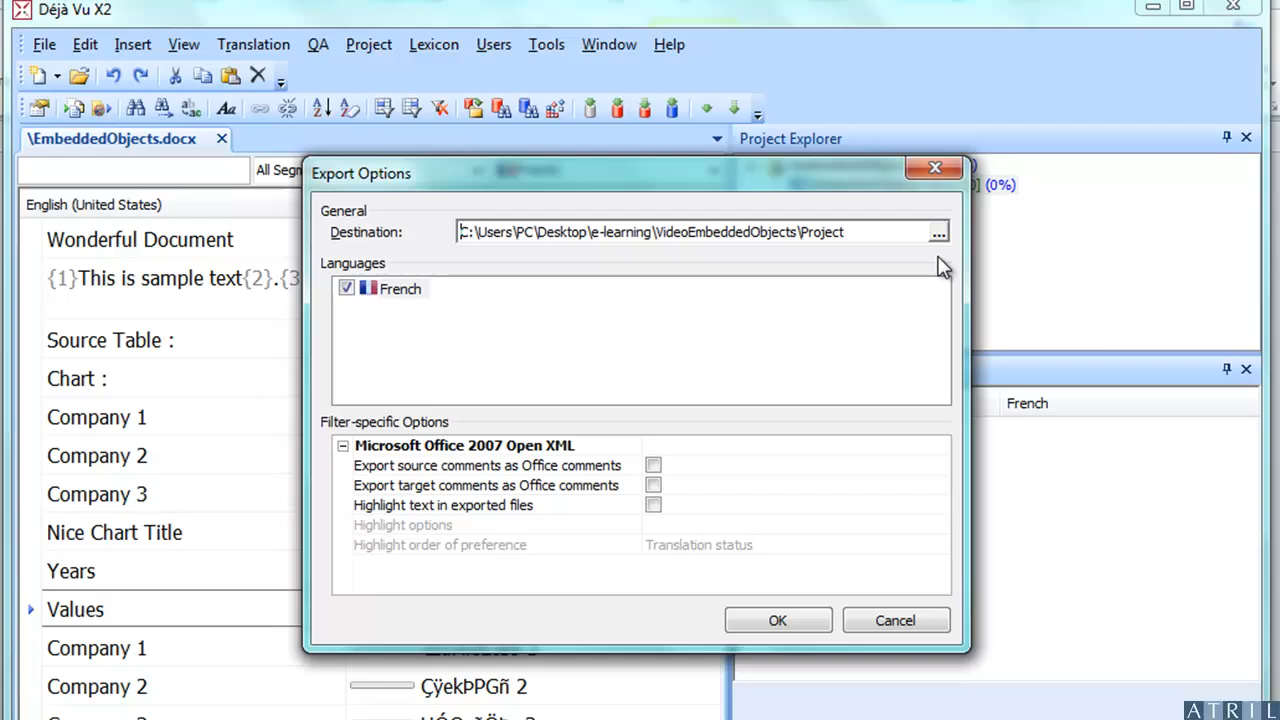 Déjà Vu X2
File Edit Insert View Translation QA Project Lexicon Users Tools Window Help
\EmbeddedObjects.docx
Project Explorer
All Segm
(0%)
English (United States)
Wonderful Document
{1}This is sample text{2}.{3
Source Table :
Chart :
Company 1
Company 2
Company 3
Nice Chart Title
Years
Values
Company 1
Company 2
ÇÿekÞPGñ 2
Export Options
General
Destination: C:\Users\PC\Desktop\e-learning\VideoEmbeddedObjects\Project ...
Languages
French
Filter-specific Options
Microsoft Office 2007 Open XML
Export source comments as Office comments
Export target comments as Office comments
Highlight text in exported files
Highlight options
Highlight order of preference Translation status
OK Cancel
French
ATRIL